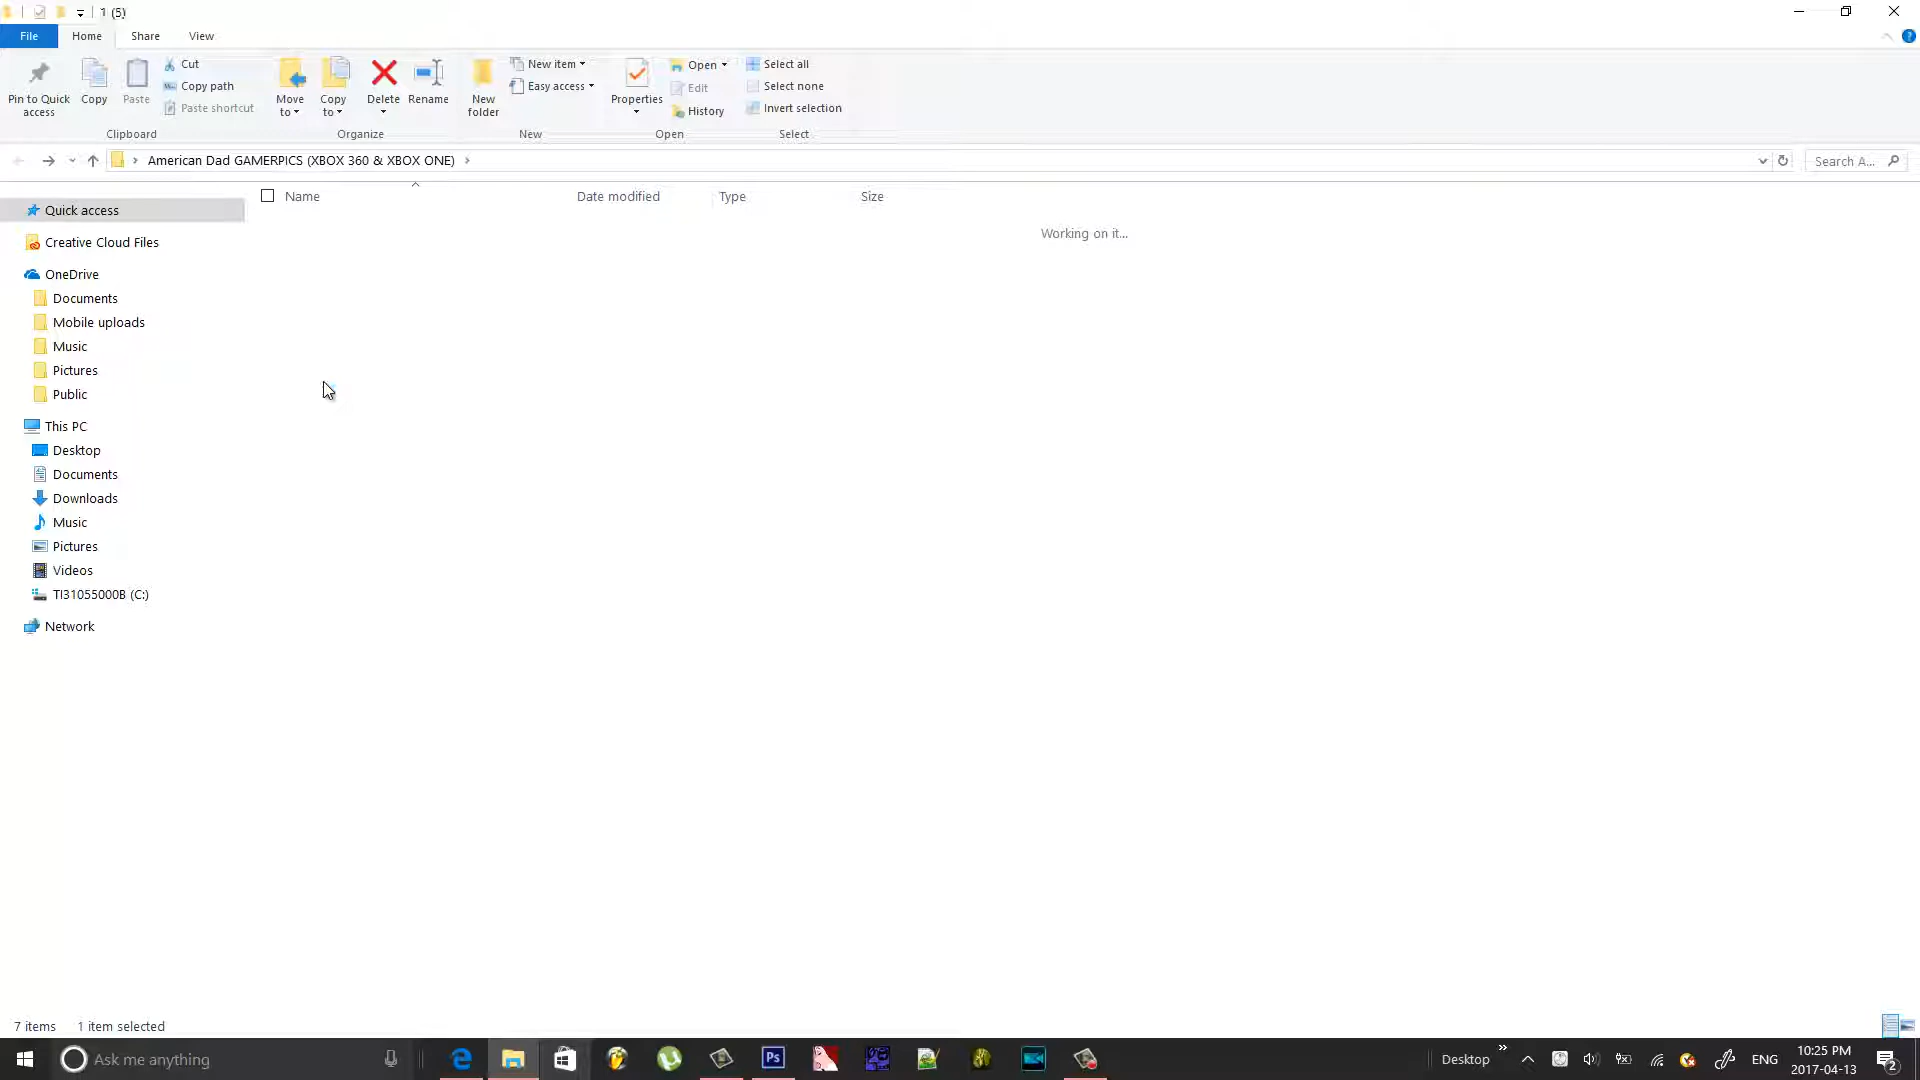 1 (5)
File Home Share View
Pin to Quick access
Copy
Paste
Cut
Copy path
Paste shortcut
Clipboard
Move to
Copy to
Delete
Rename
Organize
New folder
New item
Easy access
New
Properties
Open
Edit
History
Open
Select all
Select none
Invert selection
Select
American Dad GAMERPICS (XBOX 360 & XBOX ONE)
Search A...
Name Date modified Type Size
Working on it...
Quick access
Creative Cloud Files
OneDrive
Documents
Mobile uploads
Music
Pictures
Public
This PC
Desktop
Documents
Downloads
Music
Pictures
Videos
TI31055000B (C:)
Network
7 items 1 item selected
Ask me anything
Ps
Desktop
ENG
10:25 PM
2017-04-13
2